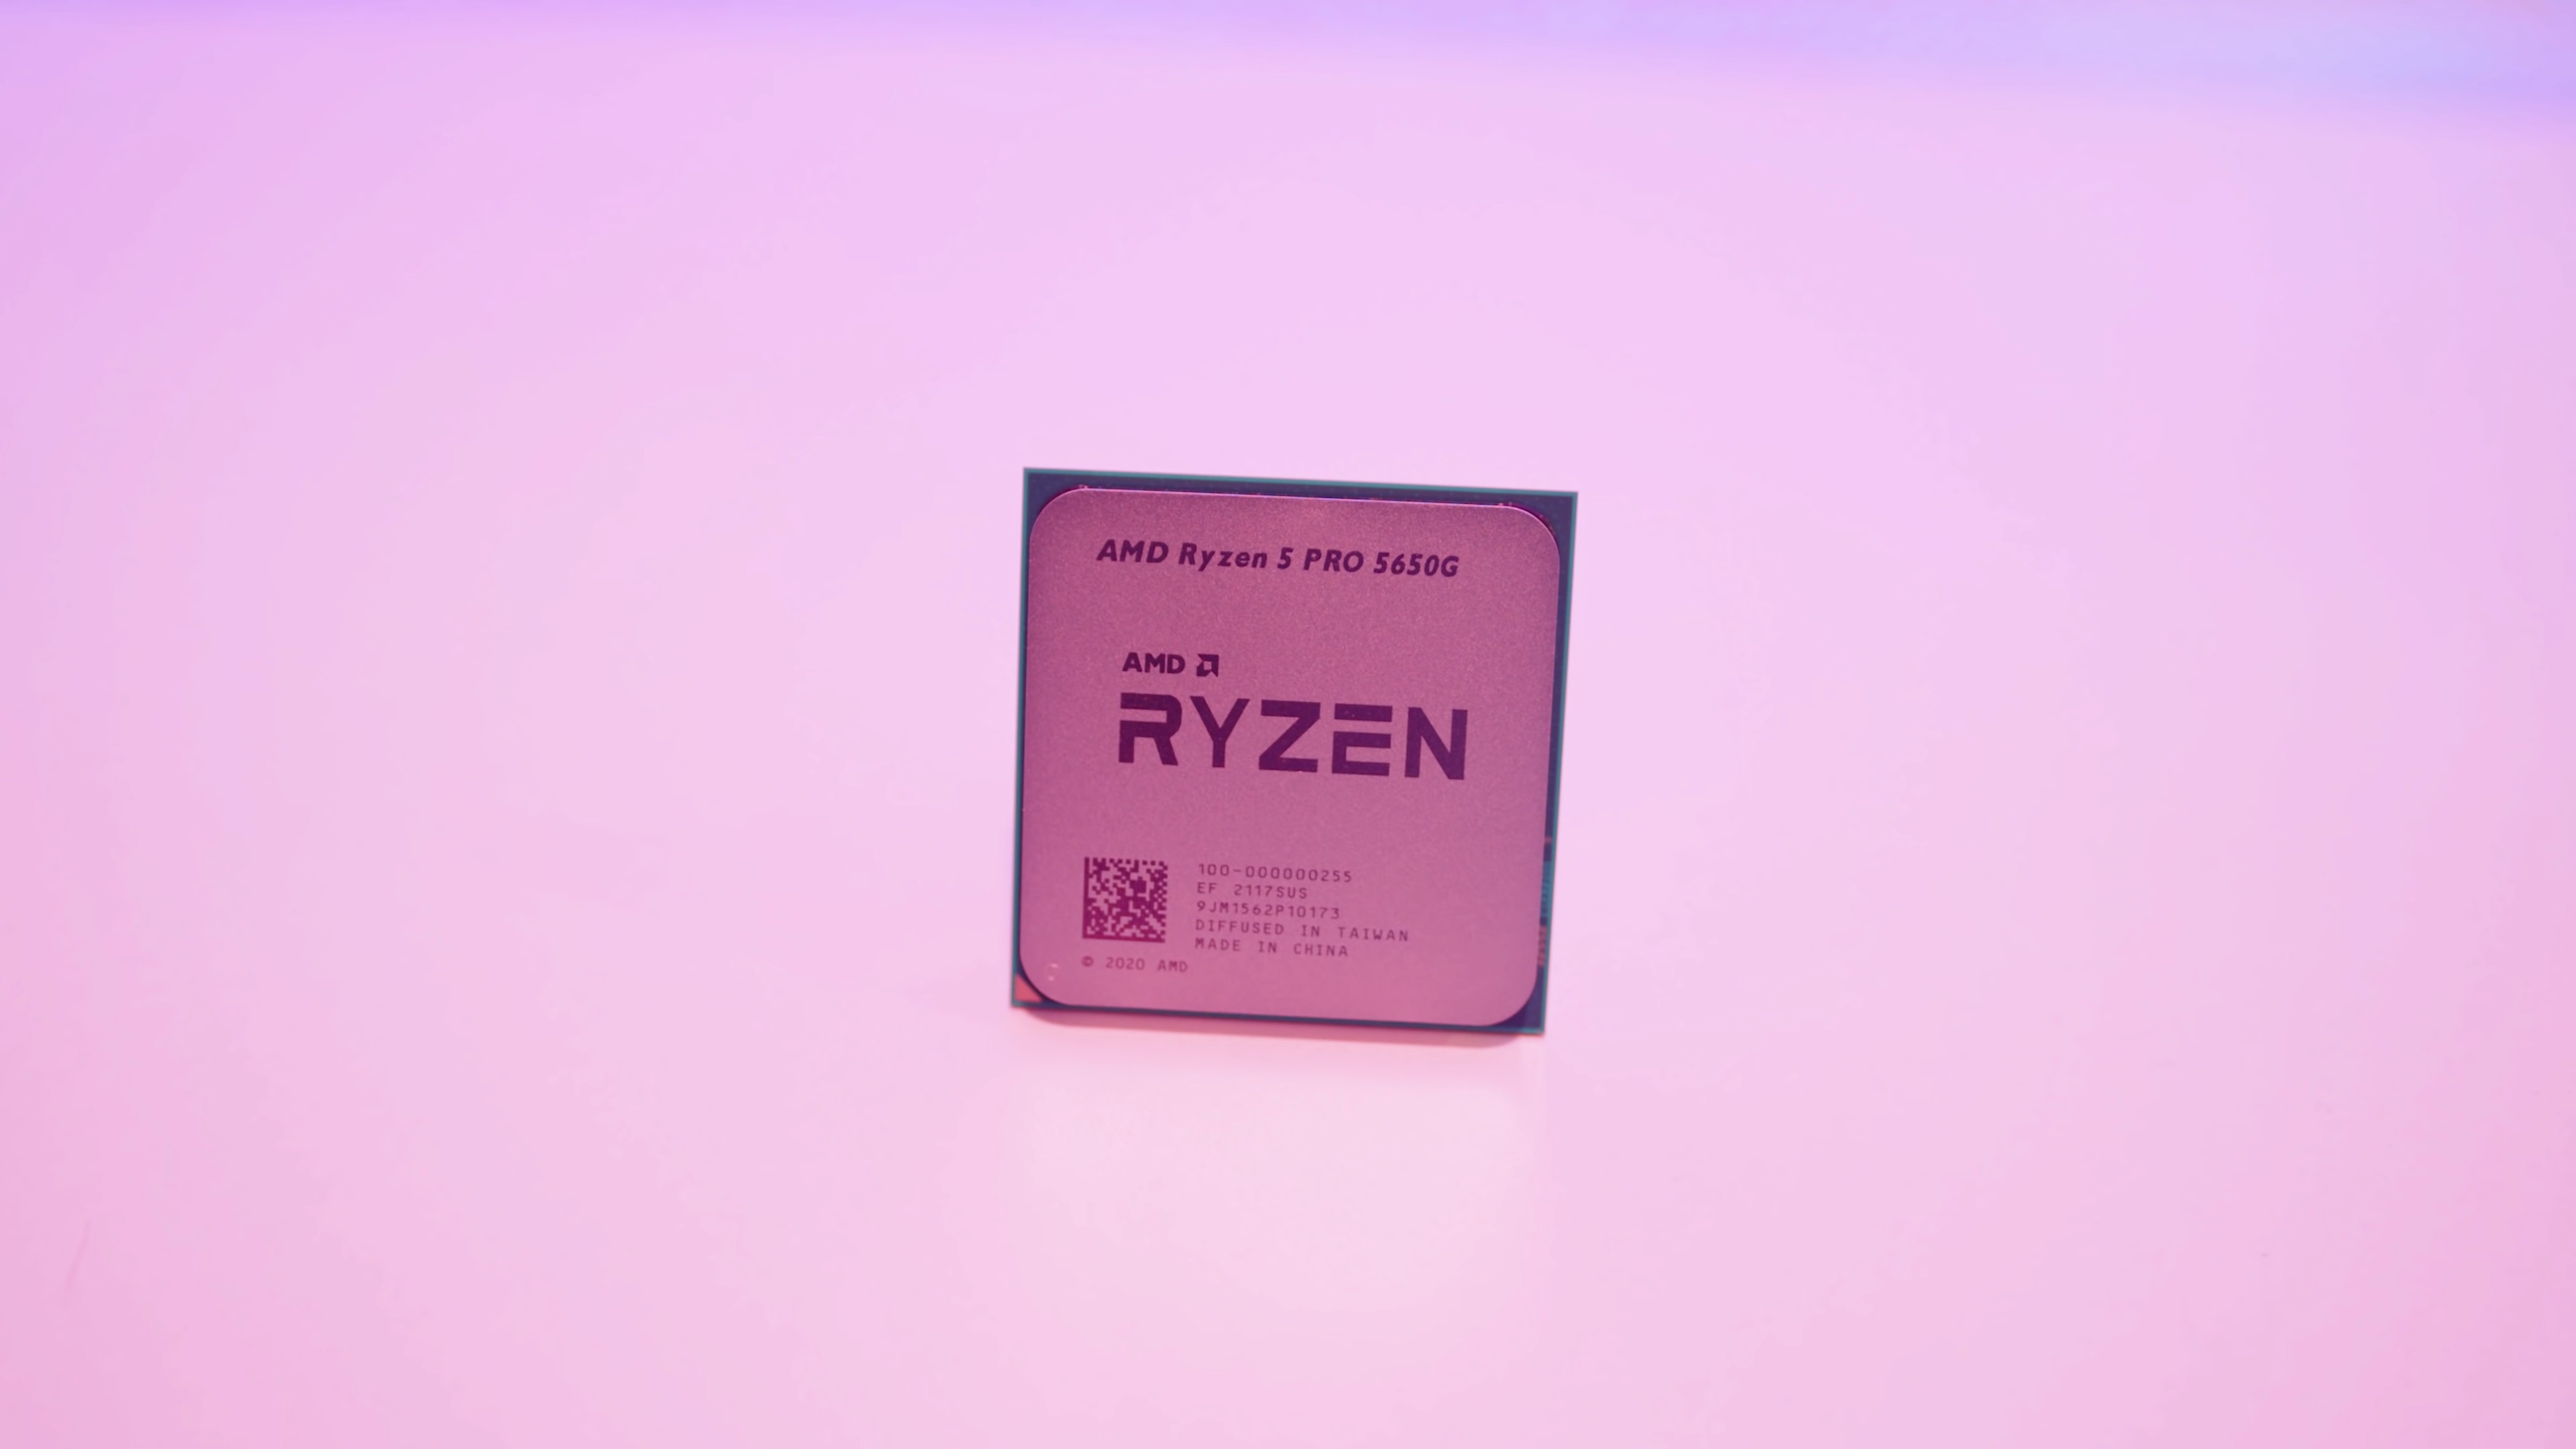 AMD Ryzen 5 PRO 5650G
AMD
RYZEN
100-000000255
EF 2117SUS
9JM1562P10173
DIFFUSED IN TAIWAN
MADE IN CHINA
© 2020 AMD